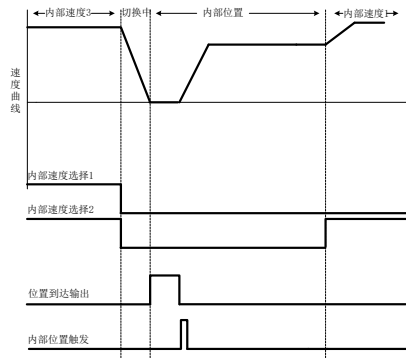 内部速度3
切换中
内部位置
内部速度1
速度曲线
内部速度选择1
内部速度选择2
位置到达输出
内部位置触发